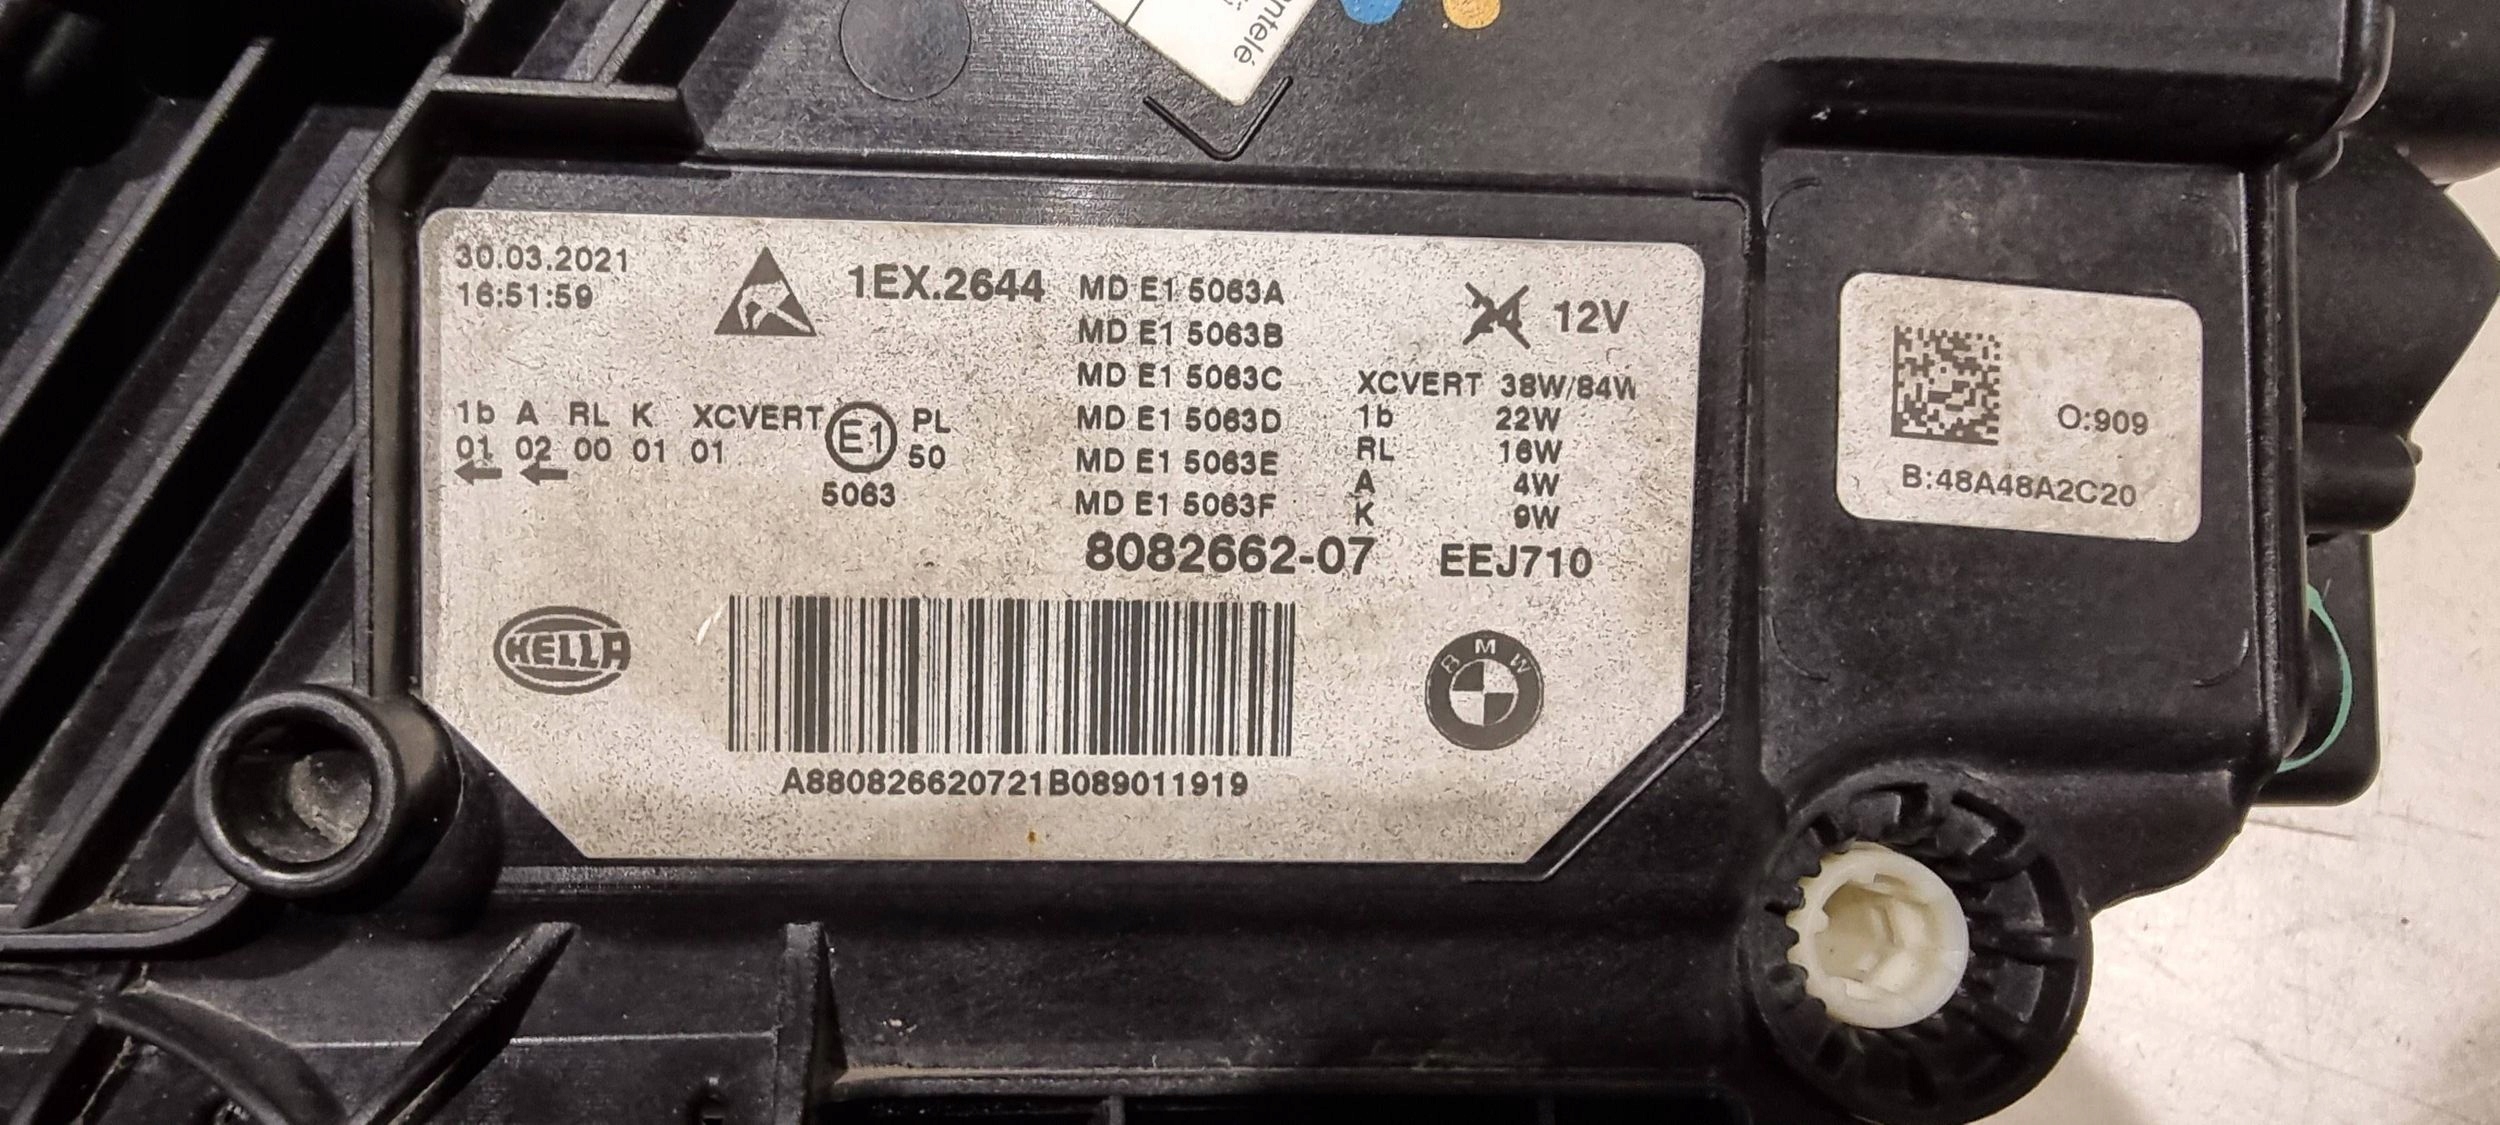 ntelé
30.03.2021
16:51:59
1EX.2644
MD E1 5063A
MD E1 5063B
MD E1 5063C
MD E1 5063D
MD E1 5063E
MD E1 5063F
24 12V
XCVERT 38W/84W
1b 22W
RL 16W
A 4W
K 9W
1b A RL K XCVERT
01 02 00 01 01
E1
PL
50
5063
8082662-07 EEJ710
HELLA
BMW
A880826620721B089011919
O:909
B:48A48A2C20